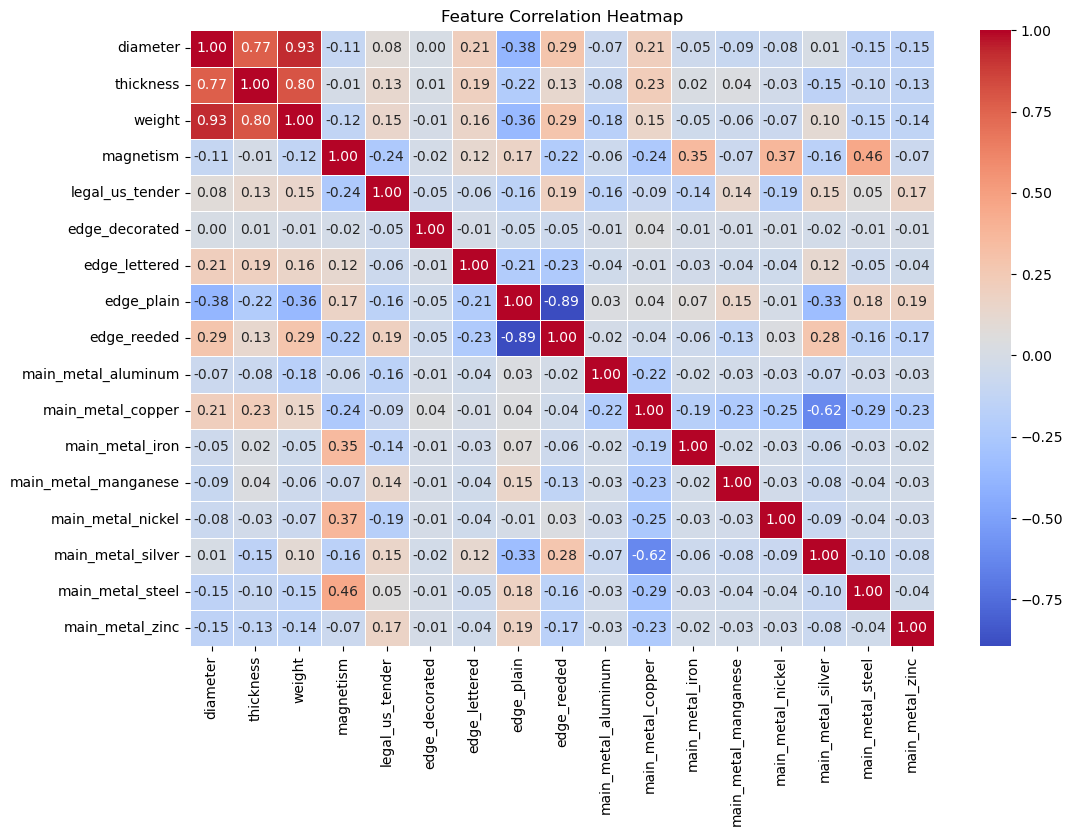 Feature Correlation Heatmap
diameter 1.00 0.77 0.93 -0.11 0.08 0.00 0.21 -0.38 0.29 -0.07 0.21 -0.05 -0.09 -0.08 0.01 -0.15 -0.15
thickness 0.77 1.00 0.80 -0.01 0.13 0.01 0.19 -0.22 0.13 -0.08 0.23 0.02 0.04 -0.03 -0.15 -0.10 -0.13
weight 0.93 0.80 1.00 -0.12 0.15 -0.01 0.16 -0.36 0.29 -0.18 0.15 -0.05 -0.06 -0.07 0.10 -0.15 -0.14
magnetism -0.11 -0.01 -0.12 1.00 -0.24 -0.02 0.12 0.17 -0.22 -0.06 -0.24 0.35 -0.07 0.37 -0.16 0.46 -0.07
legal_us_tender 0.08 0.13 0.15 -0.24 1.00 -0.05 -0.06 -0.16 0.19 -0.16 -0.09 -0.14 0.14 -0.19 0.15 0.05 0.17
edge_decorated 0.00 0.01 -0.01 -0.02 -0.05 1.00 -0.01 -0.05 -0.05 -0.01 0.04 -0.01 -0.01 -0.01 -0.02 -0.01 -0.01
edge_lettered 0.21 0.19 0.16 0.12 -0.06 -0.01 1.00 -0.21 -0.23 -0.04 -0.01 -0.03 -0.04 -0.04 0.12 -0.05 -0.04
edge_plain -0.38 -0.22 -0.36 0.17 -0.16 -0.05 -0.21 1.00 -0.89 0.03 0.04 0.07 0.15 -0.01 -0.33 0.18 0.19
edge_reeded 0.29 0.13 0.29 -0.22 0.19 -0.05 -0.23 -0.89 1.00 -0.02 -0.04 -0.06 -0.13 0.03 0.28 -0.16 -0.17
main_metal_aluminum -0.07 -0.08 -0.18 -0.06 -0.16 -0.01 -0.04 0.03 -0.02 1.00 -0.22 -0.02 -0.03 -0.03 -0.07 -0.03 -0.03
main_metal_copper 0.21 0.23 0.15 -0.24 -0.09 0.04 -0.01 0.04 -0.04 -0.22 1.00 -0.19 -0.23 -0.25 -0.62 -0.29 -0.23
main_metal_iron -0.05 0.02 -0.05 0.35 -0.14 -0.01 -0.03 0.07 -0.06 -0.02 -0.19 1.00 -0.02 -0.03 -0.06 -0.03 -0.02
main_metal_manganese -0.09 0.04 -0.06 -0.07 0.14 -0.01 -0.04 0.15 -0.13 -0.03 -0.23 -0.02 1.00 -0.03 -0.08 -0.04 -0.03
main_metal_nickel -0.08 -0.03 -0.07 0.37 -0.19 -0.01 -0.04 -0.01 0.03 -0.03 -0.25 -0.03 -0.03 1.00 -0.09 -0.04 -0.03
main_metal_silver 0.01 -0.15 0.10 -0.16 0.15 -0.02 0.12 -0.33 0.28 -0.07 -0.62 -0.06 -0.08 -0.09 1.00 -0.10 -0.08
main_metal_steel -0.15 -0.10 -0.15 0.46 0.05 -0.01 -0.05 0.18 -0.16 -0.03 -0.29 -0.03 -0.04 -0.04 -0.10 1.00 -0.04
main_metal_zinc -0.15 -0.13 -0.14 -0.07 0.17 -0.01 -0.04 0.19 -0.17 -0.03 -0.23 -0.02 -0.03 -0.03 -0.08 -0.04 1.00
diameter
thickness
weight
magnetism
legal_us_tender
edge_decorated
edge_lettered
edge_plain
edge_reeded
main_metal_aluminum
main_metal_copper
main_metal_iron
main_metal_manganese
main_metal_nickel
main_metal_silver
main_metal_steel
main_metal_zinc
1.00
0.75
0.50
0.25
0.00
−0.25
−0.50
−0.75